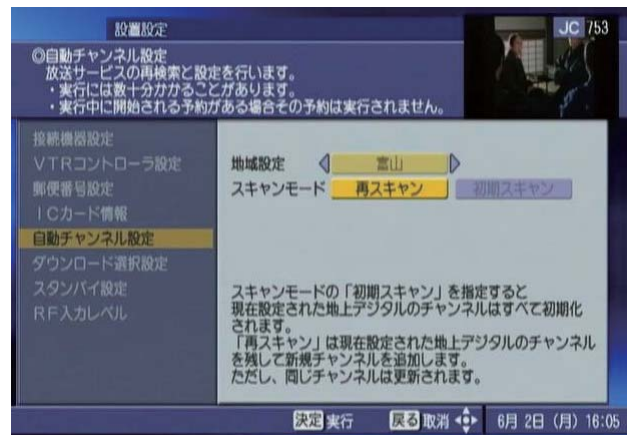 設置設定
JC 753
◎自動チャンネル設定
放送サービスの再検索と設定を行います。
・実行には数十分かかることがあります。
・実行中に開始される予約がある場合その予約は実行されません。
接続機器設定
VTRコントローラ設定
郵便番号設定
ICカード情報
自動チャンネル設定
ダウンロード選択設定
スタンバイ設定
RF入力レベル
地域設定 富山
スキャンモード 再スキャン 初期スキャン
スキャンモードの「初期スキャン」を指定すると
現在設定された地上デジタルのチャンネルはすべて初期化
されます。
「再スキャン」は現在設定された地上デジタルのチャンネル
を残して新規チャンネルを追加します。
ただし、同じチャンネルは更新されます。
決定 実行 戻る 取消 6月 2日 (月) 16:05